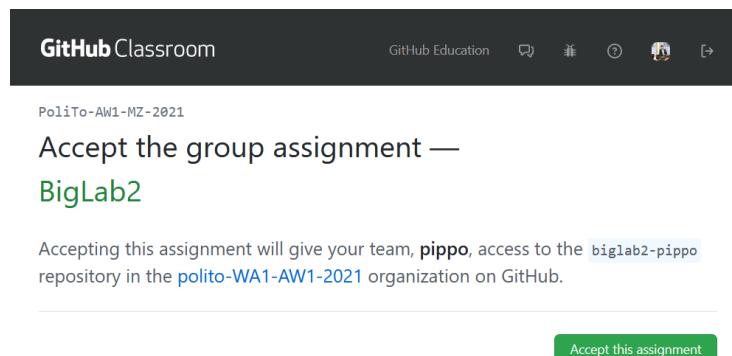 GitHub Classroom
GitHub Education
PoliTo-AW1-MZ-2021
Accept the group assignment —
BigLab2
Accepting this assignment will give your team, pippo, access to the biglab2-pippo
repository in the polito-WA1-AW1-2021 organization on GitHub.
Accept this assignment